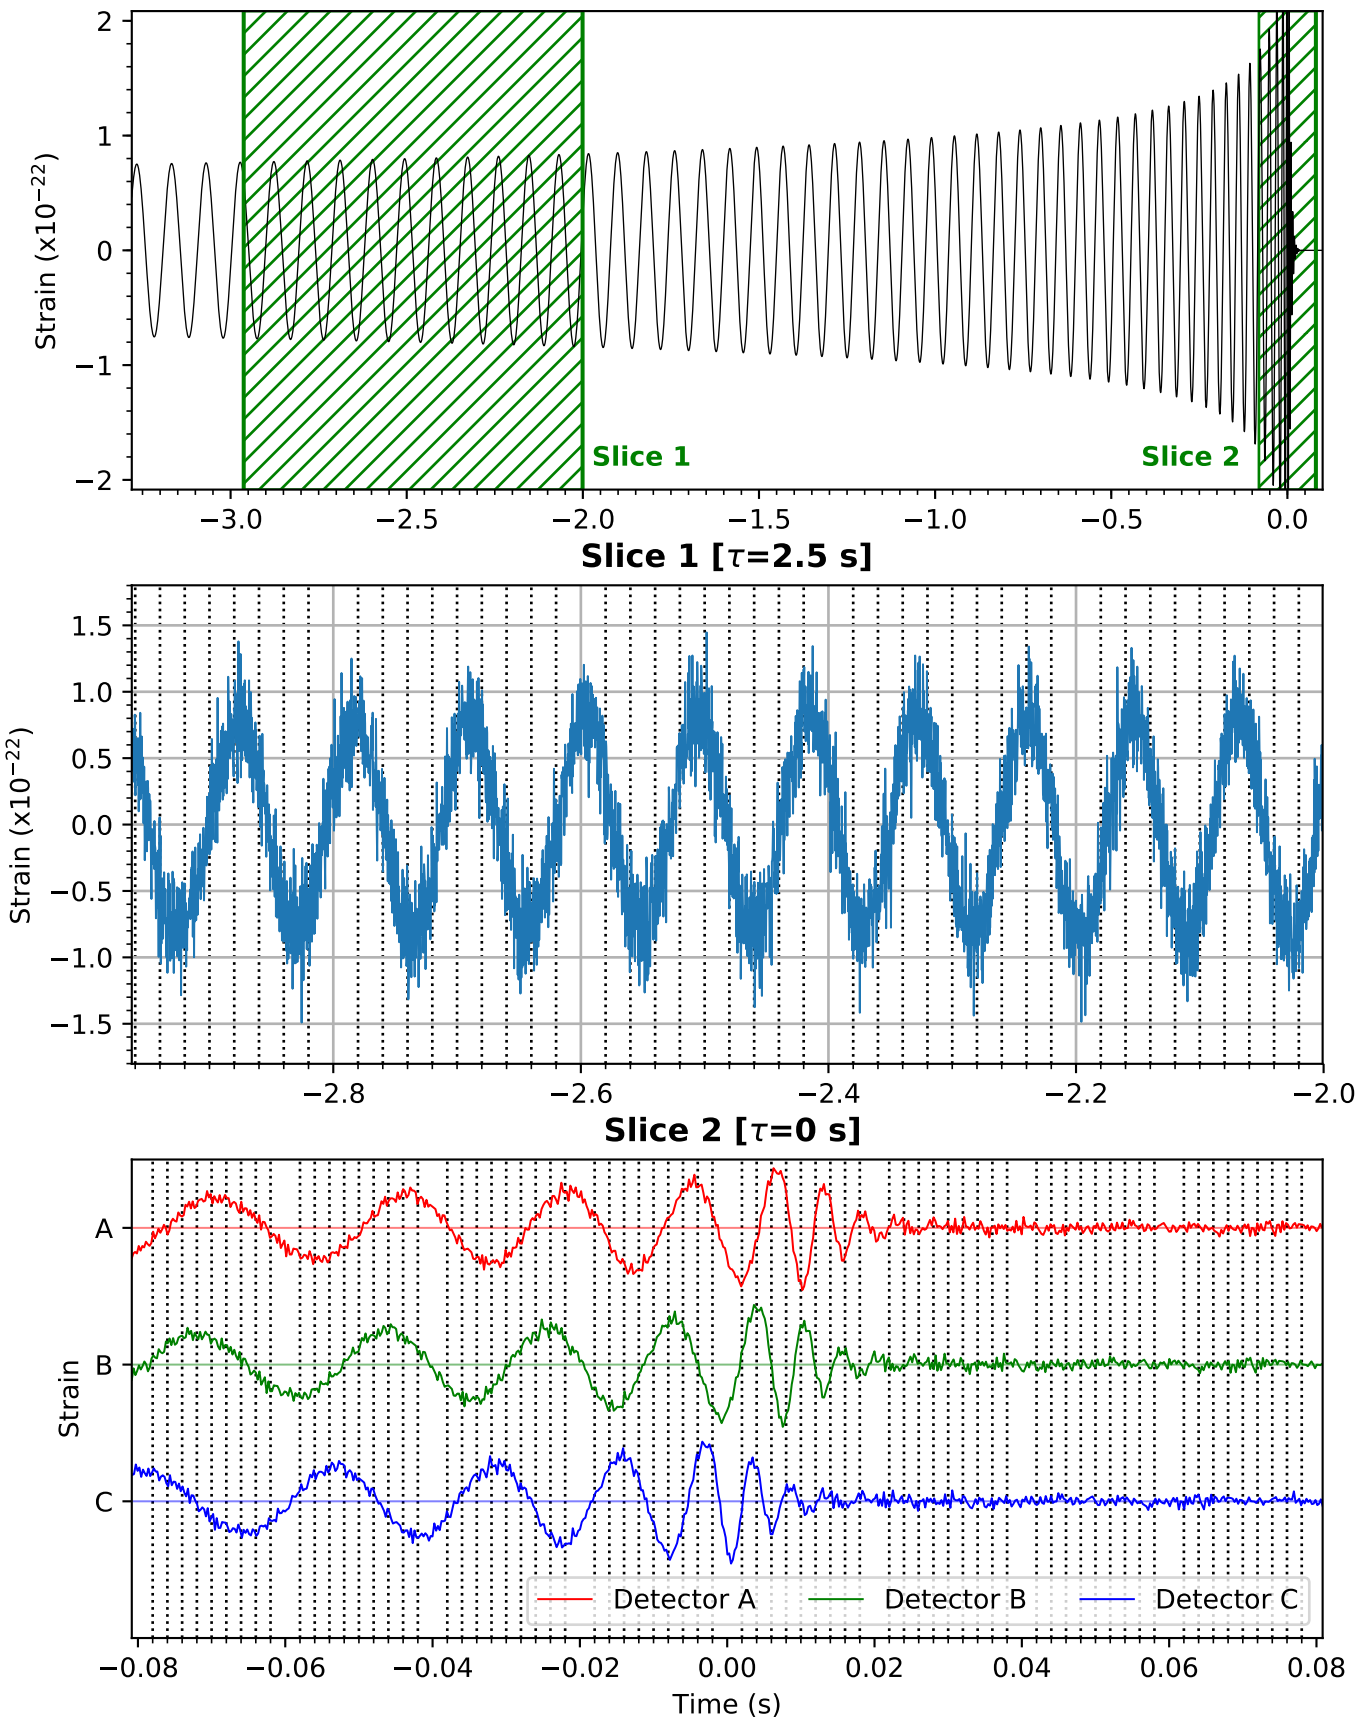 2
1
0
−1
−2
Strain (x10−22)
Slice 1
Slice 2
−3.0 −2.5 −2.0 −1.5 −1.0 −0.5 0.0
Slice 1 [τ=2.5 s]
1.5
1.0
0.5
0.0
−0.5
−1.0
−1.5
Strain (x10−22)
−2.8 −2.6 −2.4 −2.2 −2.0
Slice 2 [τ=0 s]
A
B
C
Strain
Detector A Detector B Detector C
−0.08 −0.06 −0.04 −0.02 0.00 0.02 0.04 0.06 0.08
Time (s)